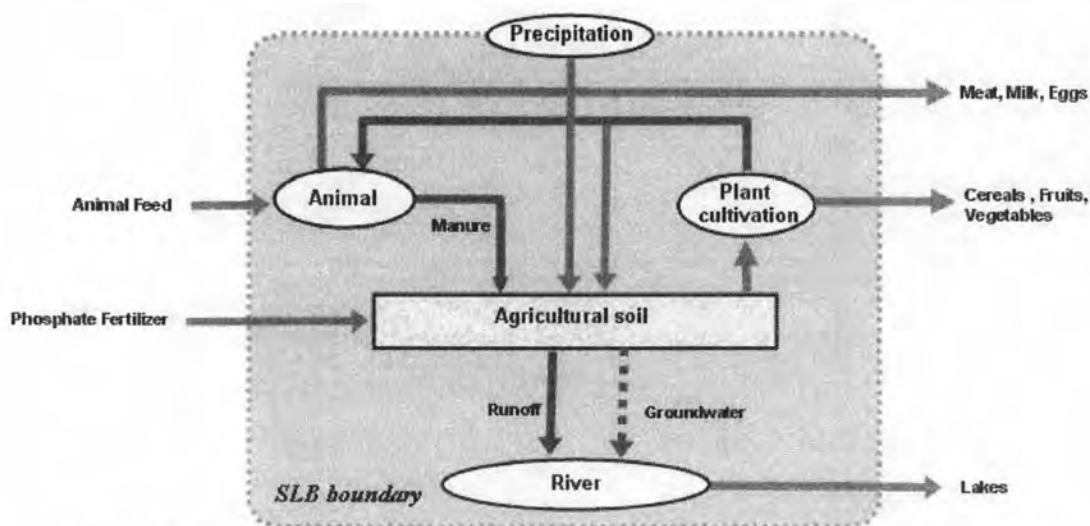 Precipitation
Meat, Milk, Eggs
Animal Feed
Animal
Manure
Plant
cultivation
Cereals , Fruits,
Vegetables
Phosphate Fertilizer
Agricultural soil
Runoff
Groundwater
SLB boundary
River
Lakes